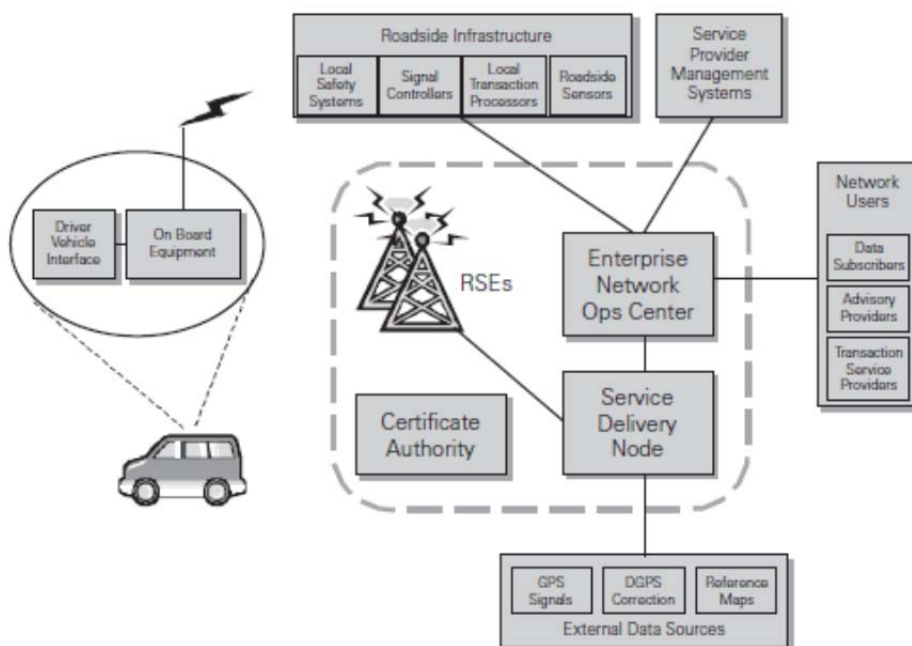 Roadside Infrastructure
Local
Safety
Systems
Signal
Controllers
Local
Transaction
Processors
Roadside
Sensors
Service
Provider
Management
Systems
Driver
Vehicle
Interface
On Board
Equipment
RSEs
Enterprise
Network
Ops Center
Network
Users
Data
Subscribers
Advisory
Providers
Transaction
Service
Providers
Certificate
Authority
Service
Delivery
Node
GPS
Signals
DGPS
Correction
Reference
Maps
External Data Sources